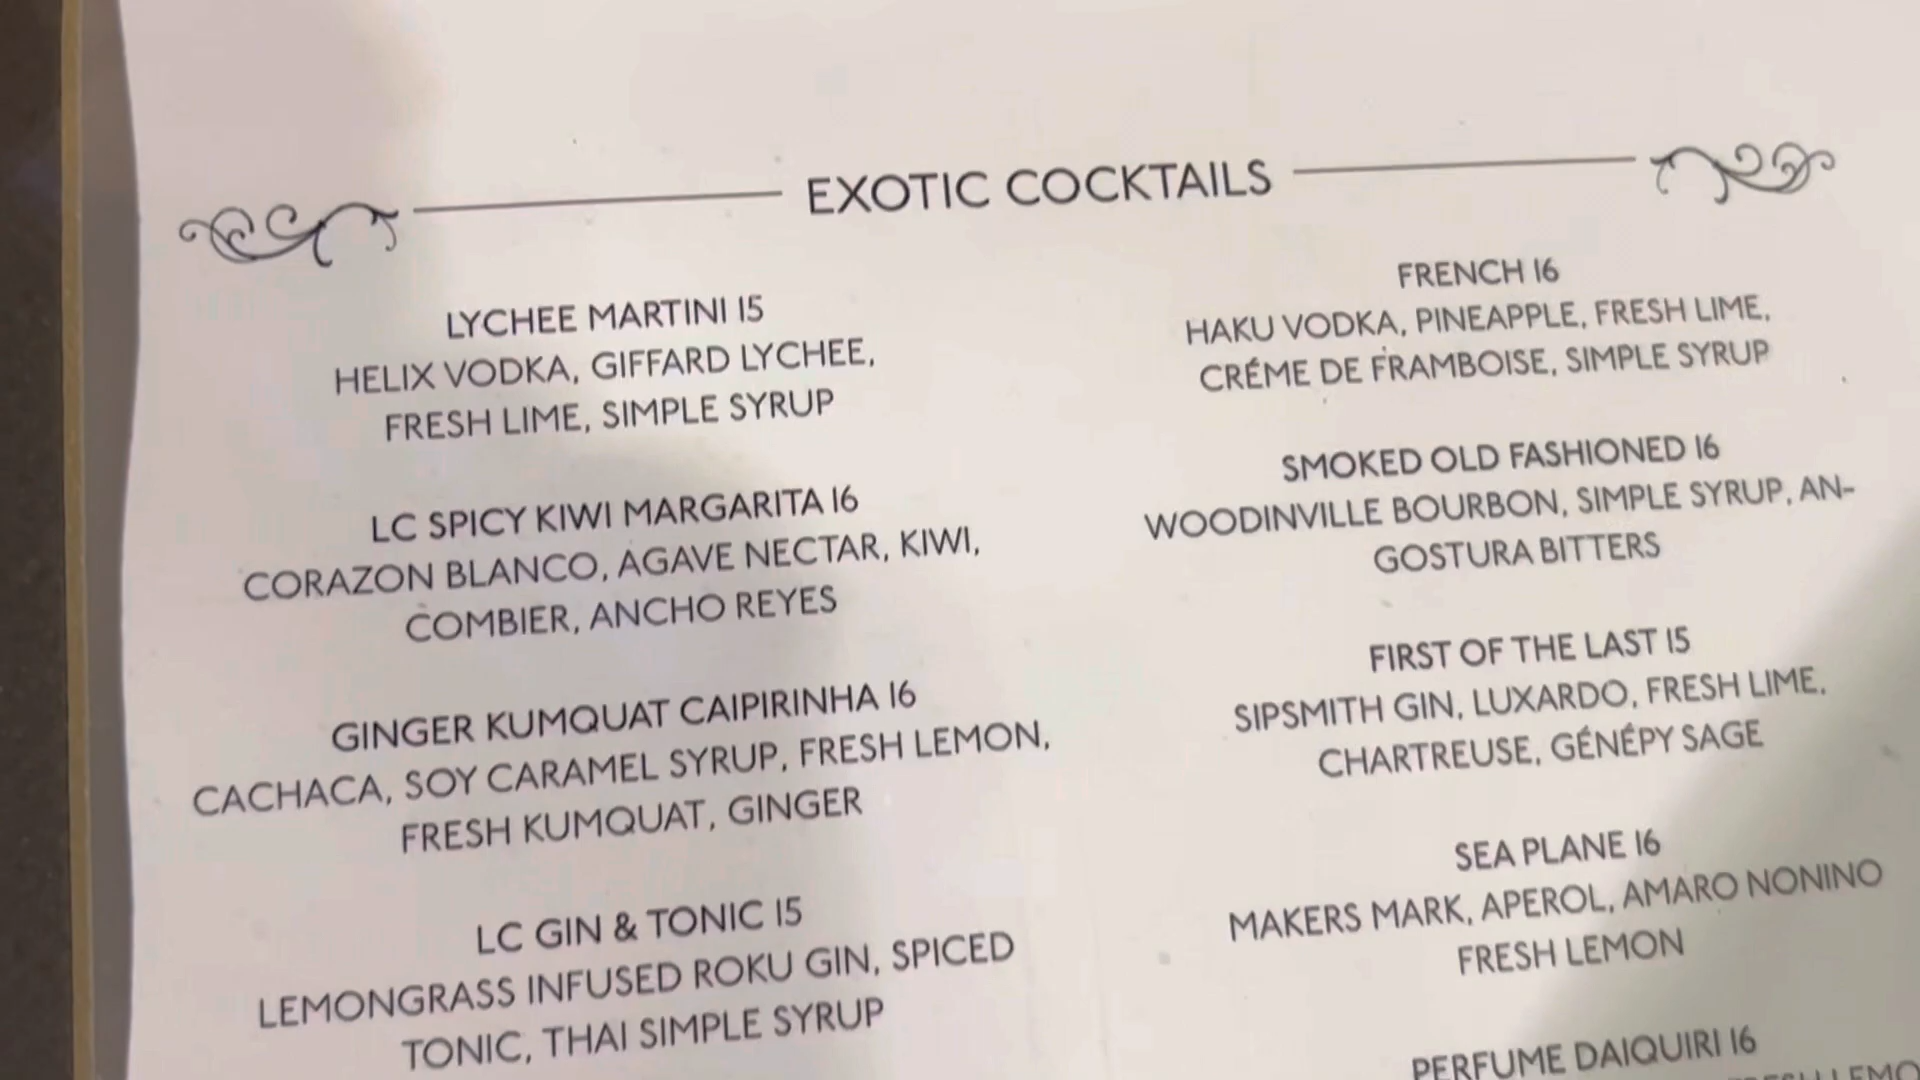 EXOTIC COCKTAILS
LYCHEE MARTINI 15
HELIX VODKA, GIFFARD LYCHEE,
FRESH LIME, SIMPLE SYRUP
LC SPICY KIWI MARGARITA 16
CORAZON BLANCO, AGAVE NECTAR, KIWI,
COMBIER, ANCHO REYES
GINGER KUMQUAT CAIPIRINHA 16
CACHACA, SOY CARAMEL SYRUP, FRESH LEMON,
FRESH KUMQUAT, GINGER
LC GIN & TONIC 15
LEMONGRASS INFUSED ROKU GIN, SPICED
TONIC, THAI SIMPLE SYRUP
FRENCH 16
HAKU VODKA, PINEAPPLE, FRESH LIME,
CRÉME DE FRAMBOISE, SIMPLE SYRUP
SMOKED OLD FASHIONED 16
WOODINVILLE BOURBON, SIMPLE SYRUP, AN-
GOSTURA BITTERS
FIRST OF THE LAST 15
SIPSMITH GIN, LUXARDO, FRESH LIME,
CHARTREUSE, GÉNÉPY SAGE
SEA PLANE 16
MAKERS MARK, APEROL, AMARO NONINO
FRESH LEMON
PERFUME DAIQUIRI 16